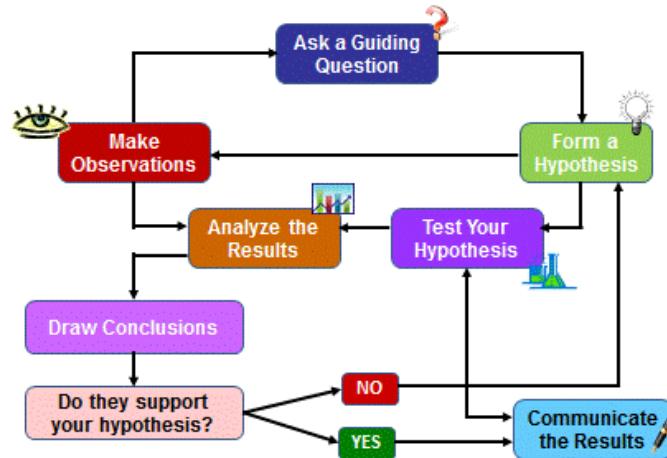 Ask a Guiding
Question
Make
Observations
Form a
Hypothesis
Analyze the
Results
Test Your
Hypothesis
Draw Conclusions
Do they support
your hypothesis?
NO
YES
Communicate
the Results